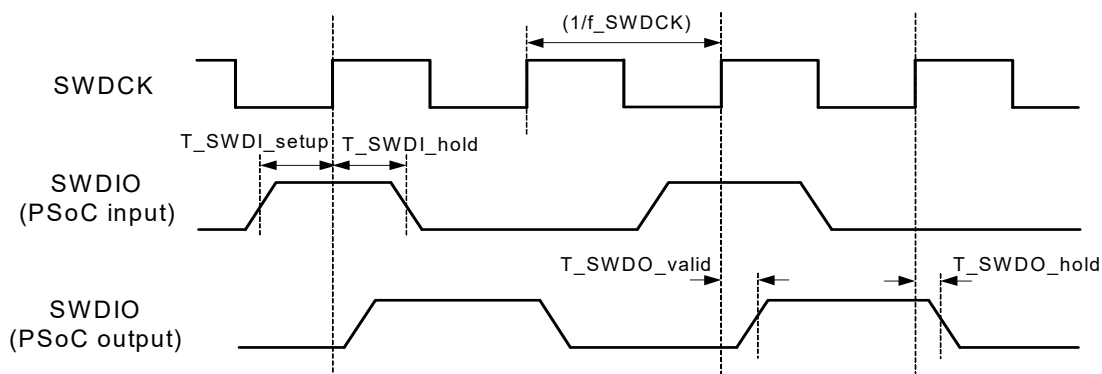 (1/f_SWDCK)
SWDCK
T_SWDI_setup
T_SWDI_hold
SWDIO
(PSoC input)
T_SWDO_valid
T_SWDO_hold
SWDIO
(PSoC output)